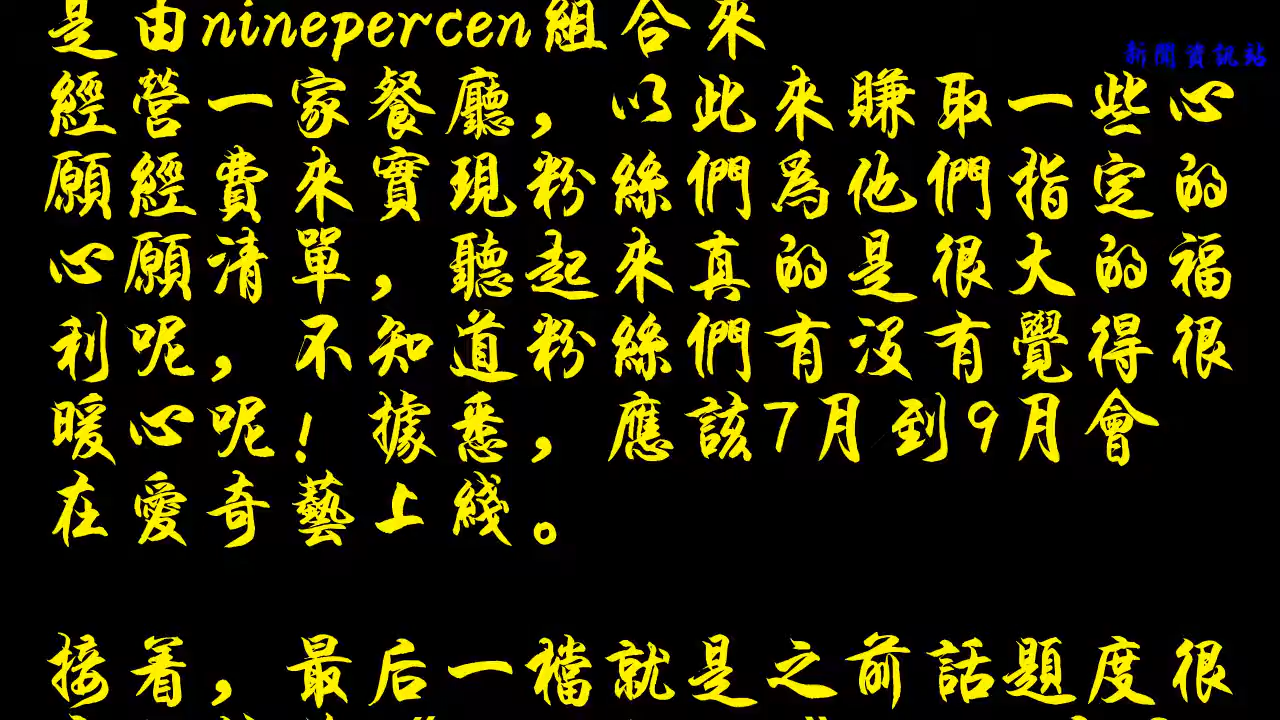 是由ninepercen組合來
新聞資訊站
經營一家餐廳，以此來賺取一些心
願經費來實現粉絲們為他們指定的
心願清單，聽起來真的是很大的福
利呢，不知道粉絲們有沒有覺得很
暖心呢！據悉，應該7月到9月會
在愛奇藝上綫。
接着，最后一檔就是之前話題度很